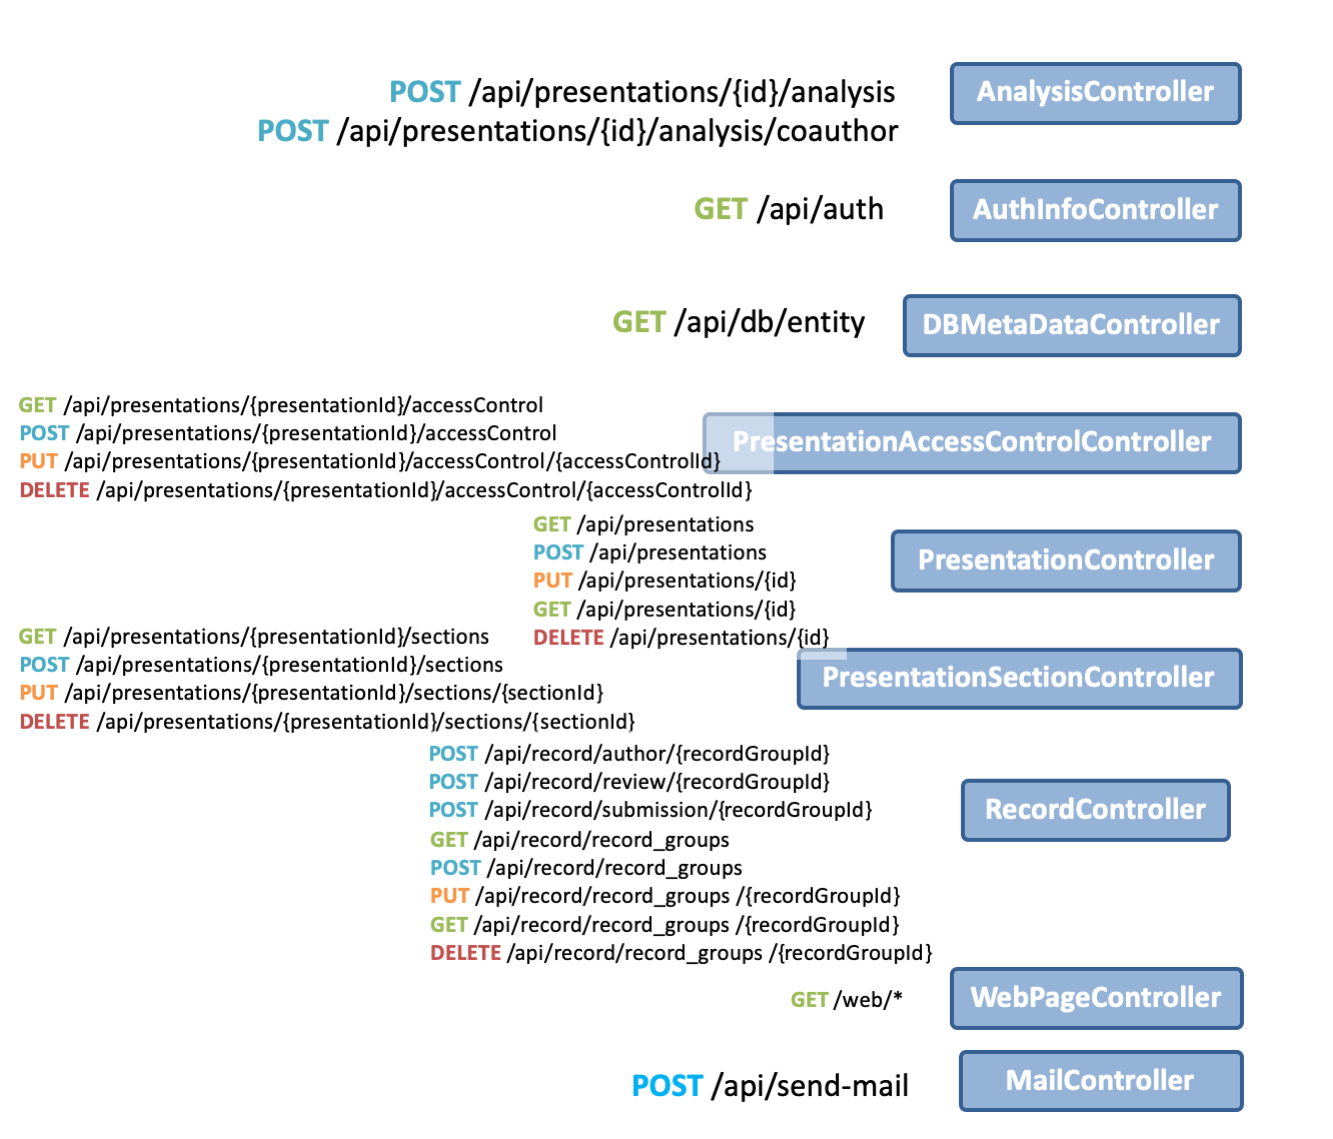 POST /api/presentations/{id}/analysis
AnalysisController
POST /api/presentations/{id}/analysis/coauthor
GET /api/auth
AuthInfoController
GET /api/db/entity
DBMetaDataController
GET /api/presentations/{presentationId}/accessControl
POST /api/presentations/{presentationId}/accessControl
PUT /api/presentations/{presentationId}/accessControl/{accessControlId}
DELETE /api/presentations/{presentationId}/accessControl/{accessControlId}
PresentationAccessControlController
GET /api/presentations
POST /api/presentations
PUT /api/presentations/{id}
GET /api/presentations/{id}
DELETE /api/presentations/{id}
PresentationController
GET /api/presentations/{presentationId}/sections
POST /api/presentations/{presentationId}/sections
PUT /api/presentations/{presentationId}/sections/{sectionId}
DELETE /api/presentations/{presentationId}/sections/{sectionId}
PresentationSectionController
POST /api/record/author/{recordGroupId}
POST /api/record/review/{recordGroupId}
POST /api/record/submission/{recordGroupId}
GET /api/record/record_groups
POST /api/record/record_groups
PUT /api/record/record_groups /{recordGroupId}
GET /api/record/record_groups /{recordGroupId}
DELETE /api/record/record_groups /{recordGroupId}
RecordController
GET /web/*
WebPageController
POST /api/send-mail
MailController